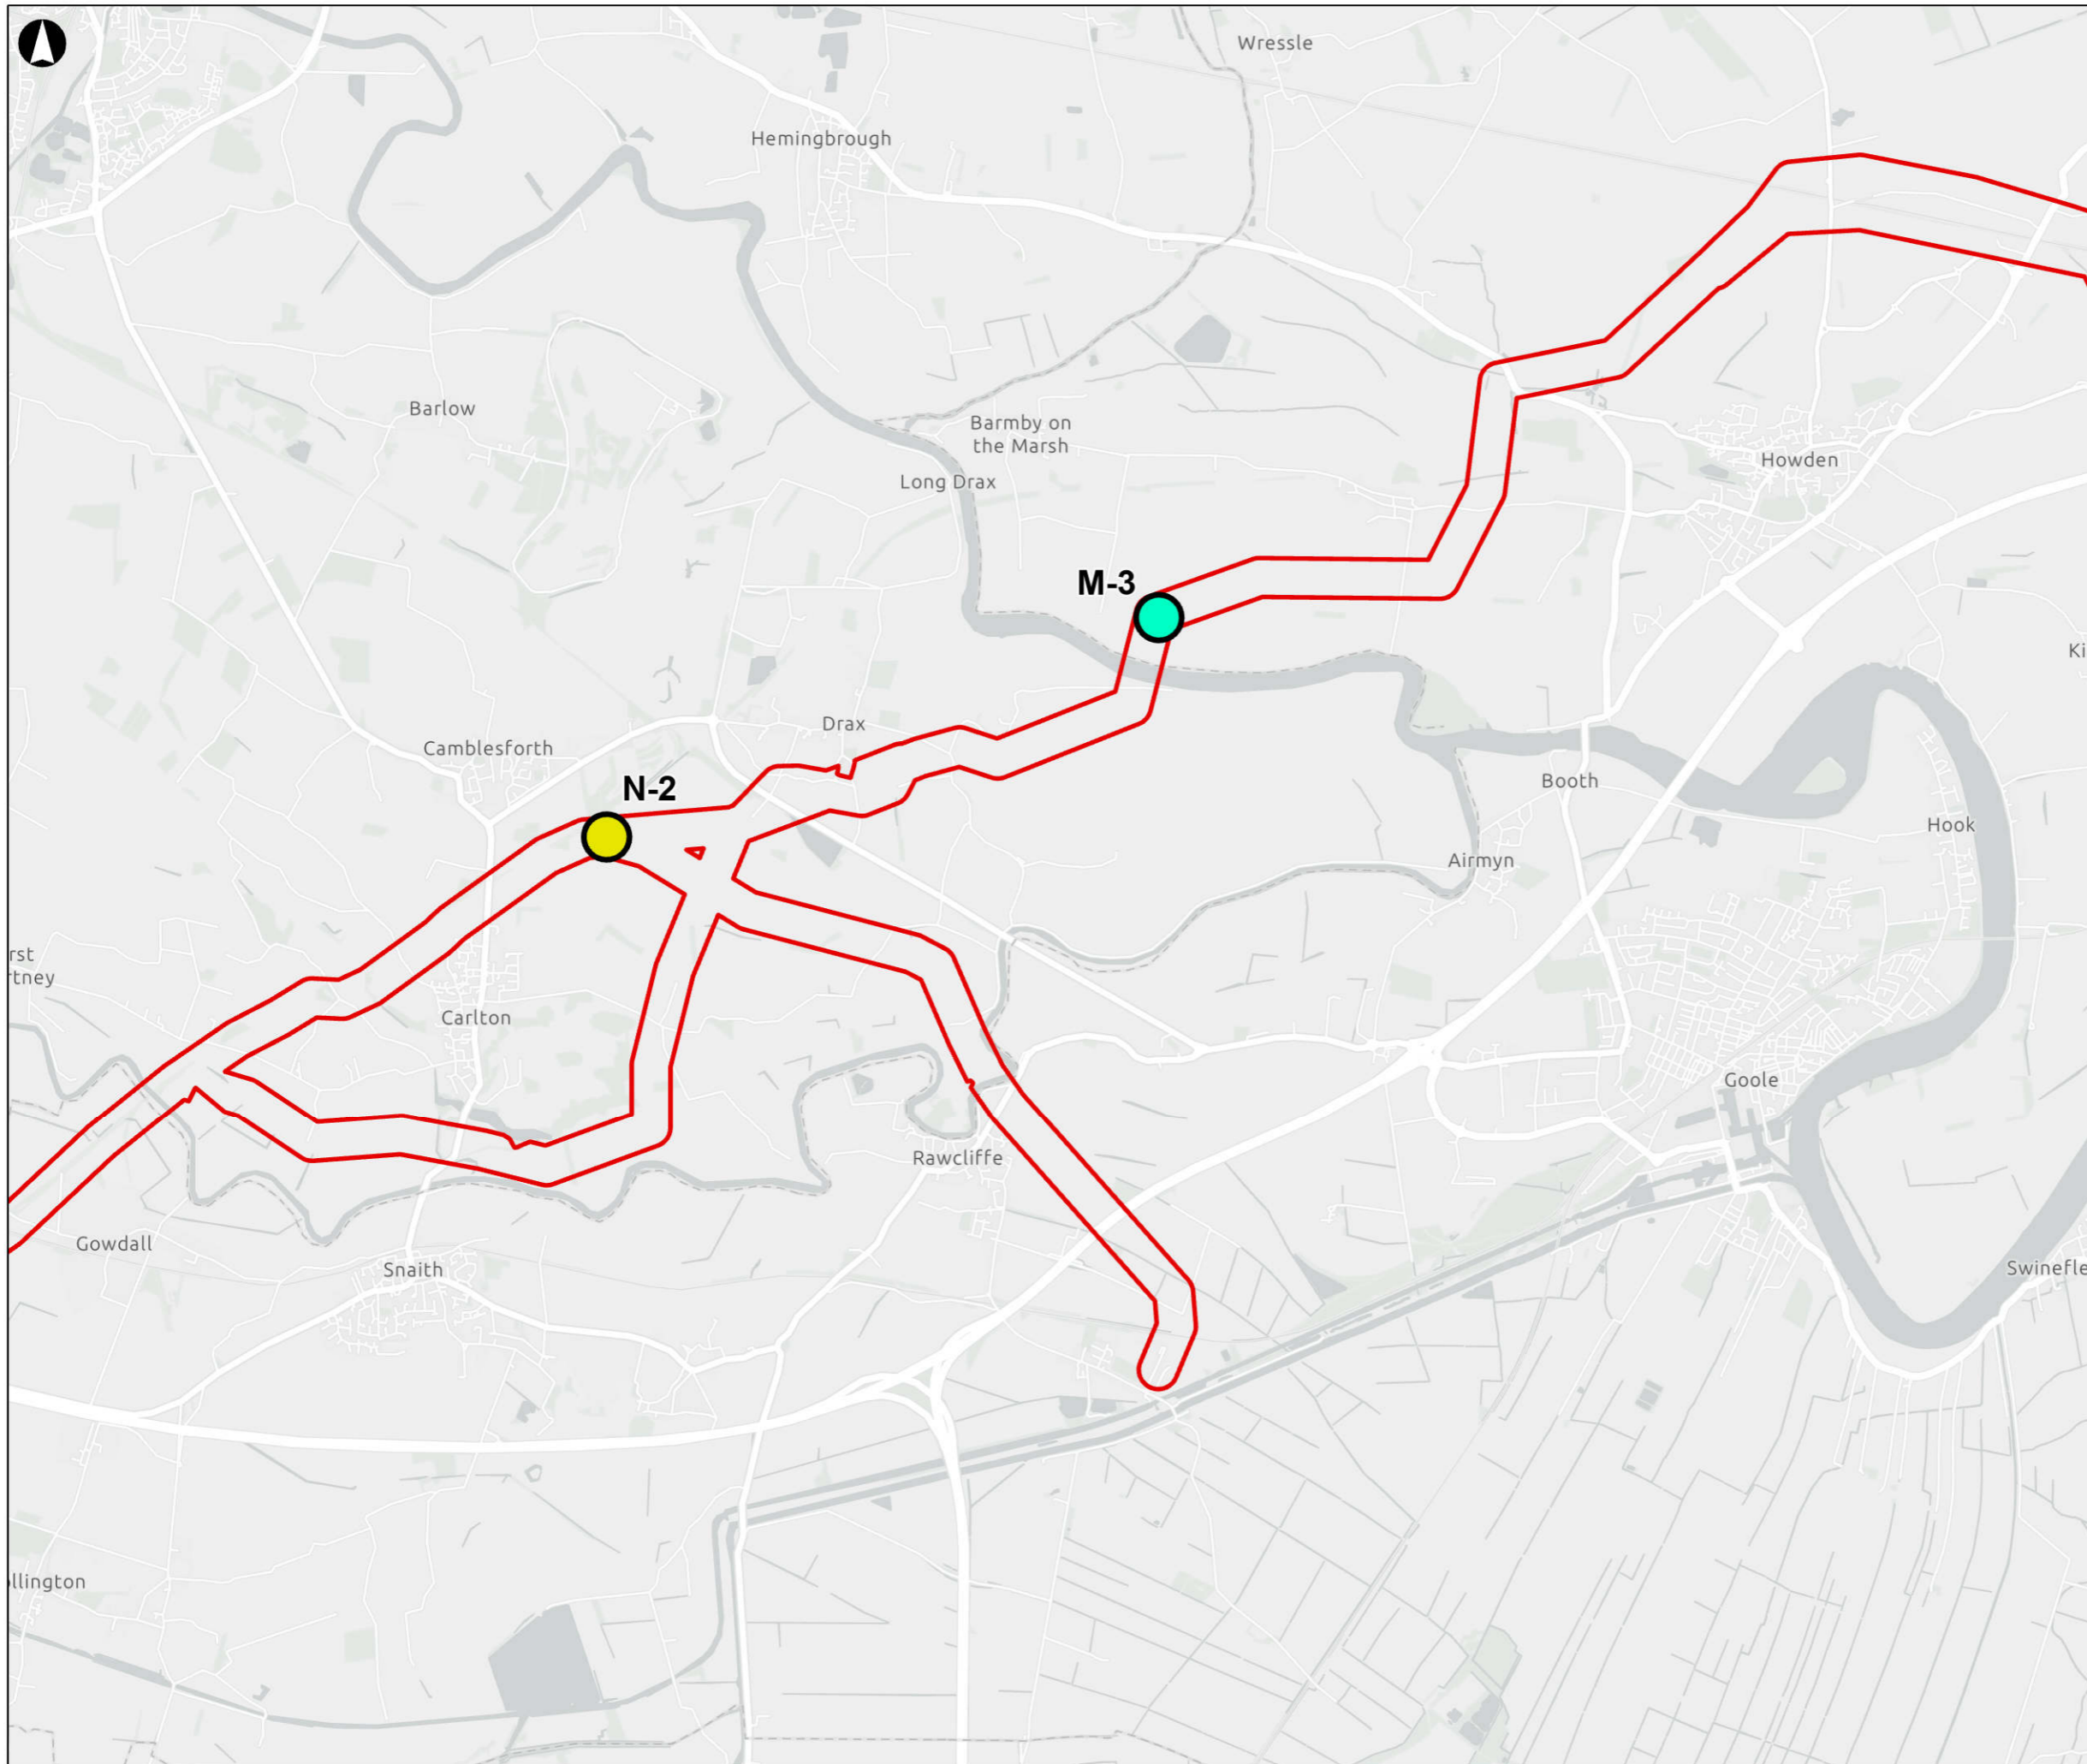 Wressle
Hemingbrough
Barlow
Barmby on
the Marsh
Howden
Long Drax
M-3
Ki
Drax
Camblesforth
N-2
Booth
Hook
Airmyn
rst
rtney
Carlton
Goole
Rawcliffe
Gowdall
Snaith
Swinefle
llington